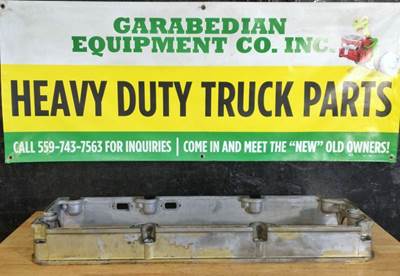 GARABEDIAN
EQUIPMENT CO. INC.
HEAVY DUTY TRUCK PARTS
CALL 559-743-7563 FOR INQUIRIES | COME IN AND MEET THE "NEW" OLD OWNERS!